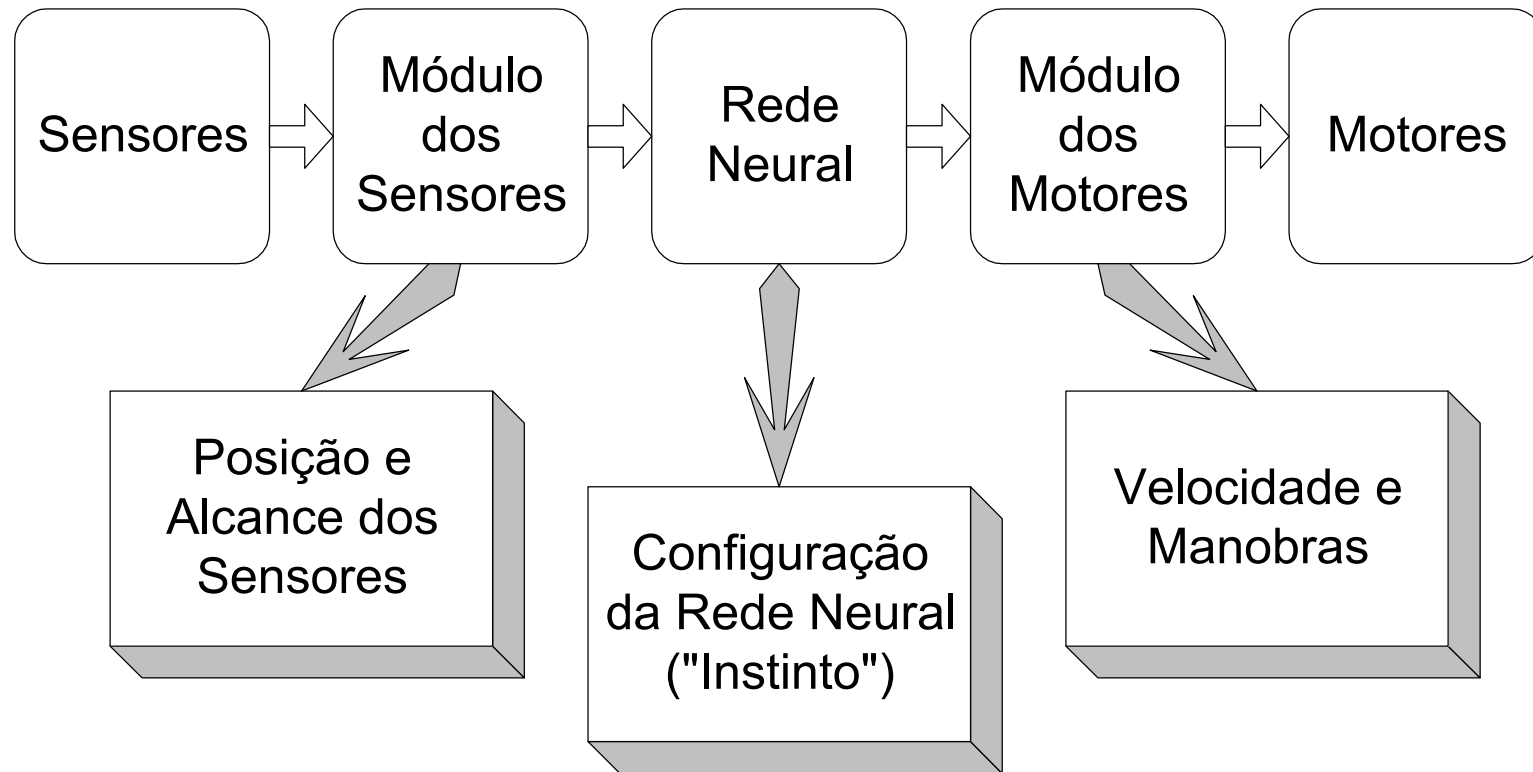 Sensores
Módulo
dos
Sensores
Rede
Neural
Módulo
dos
Motores
Motores
Posição e
Alcance dos
Sensores
Configuração
da Rede Neural
("Instinto")
Velocidade e
Manobras